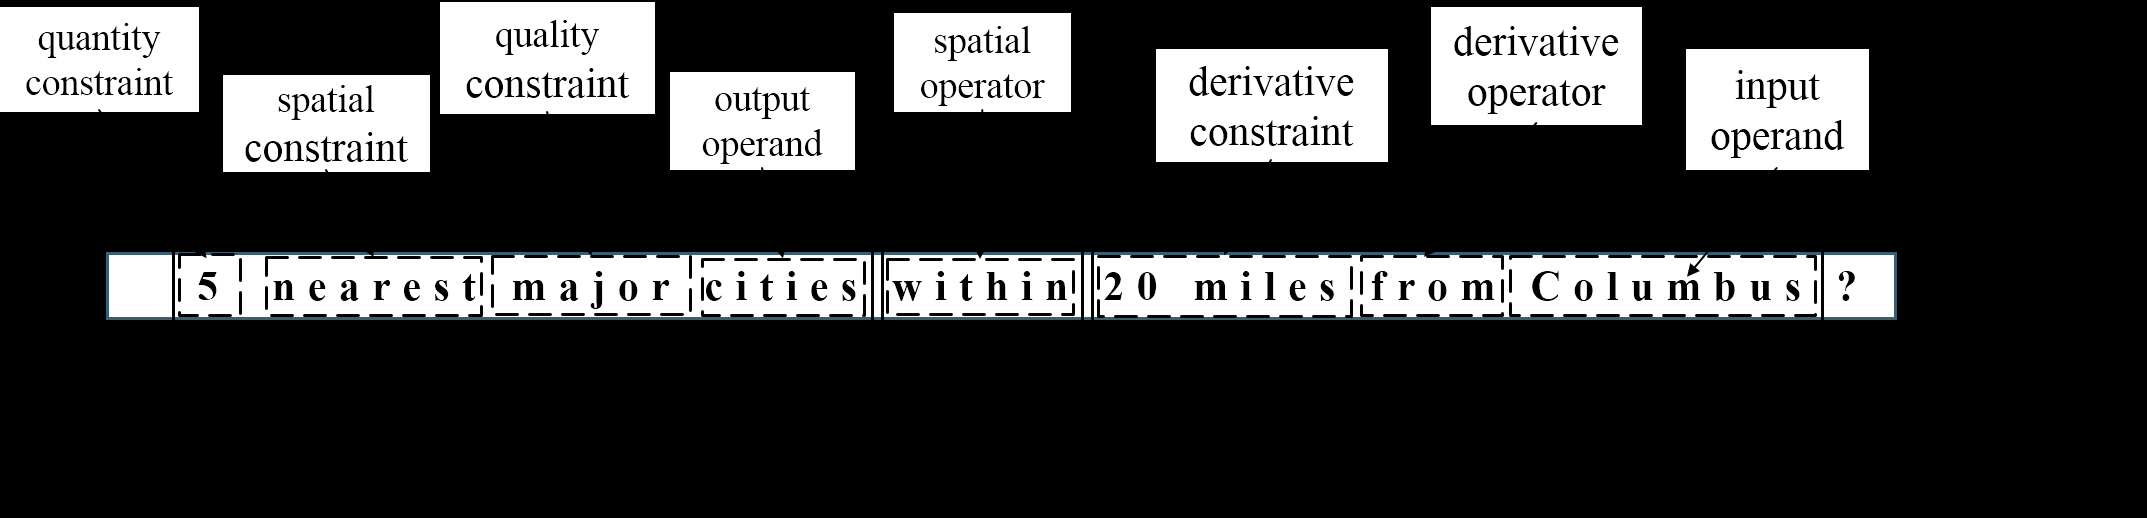 quantity
constraint
spatial
constraint
quality
constraint
output
operand
spatial
operator
derivative
constraint
derivative
operator
input
operand
5 nearest major cities within 20 miles from Columbus ?